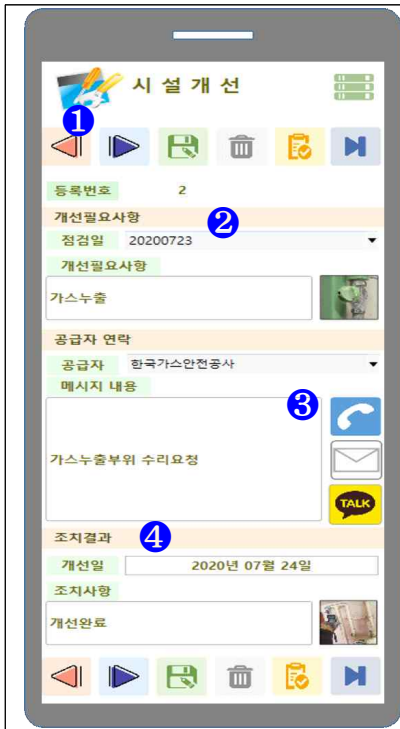 시 설 개 선
1
등록번호 2
개선필요사항 2
점검일 20200723
개선필요사항
가스누출
공급자 연락
공급자 한국가스안전공사
메시지 내용
3
가스누출부위 수리요청
TALK
조치결과 4
개선일 2020년 07월 24일
조치사항
개선완료